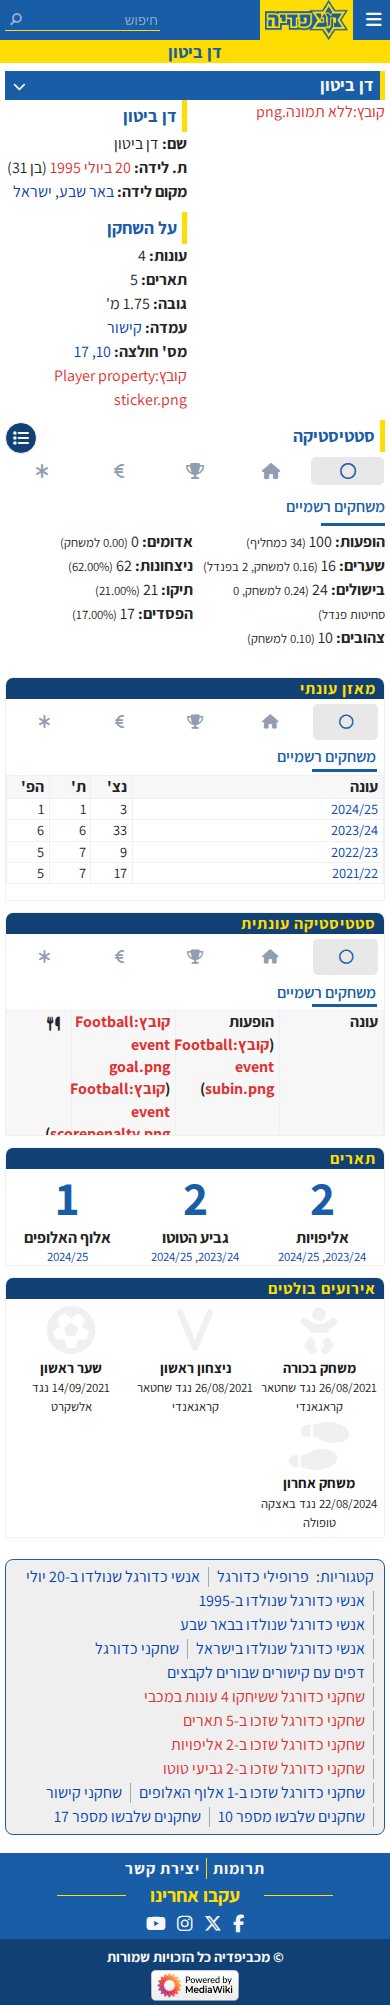 מכביפדיה
חיפוש
דן ביטון
דן ביטון
קובץ:ללא תמונה.png
דן ביטון
שם: דן ביטון
ת. לידה: 20 ביולי 1995 (בן 31)
מקום לידה: באר שבע, ישראל
על השחקן
עונות: 4
תארים: 5
גובה: 1.75 מ'
עמדה: קישור
מס' חולצה: 10, 17
קובץ:Player property
sticker.png
סטטיסטיקה
משחקים רשמיים
הופעות: 100 (34 כמחליף)
שערים: 16 (0.16 למשחק, 2 בפנדל)
בישולים: 24 (0.24 למשחק, 0
סחיטות פנדל)
צהובים: 10 (0.10 למשחק)
אדומים: 0 (0.00 למשחק)
ניצחונות: 62 (62.00%)
תיקו: 21 (21.00%)
הפסדים: 17 (17.00%)
מאזן עונתי
משחקים רשמיים
עונה נצ' ת' הפ'
2024/25 3 1 1
2023/24 33 6 6
2022/23 9 7 5
2021/22 17 7 5
סטטיסטיקה עונתית
משחקים רשמיים
עונה
הופעות
(קובץ:Football
event
subin.png)
קובץ:Football
event
goal.png
(קובץ:Football
event
scorepenalty.png)
תארים
2 2 1
אליפויות גביע הטוטו אלוף האלופים
2023/24, 2024/25 2023/24, 2024/25 2024/25
אירועים בולטים
משחק בכורה
26/08/2021 נגד שחטאר
קראגאנדי
ניצחון ראשון
26/08/2021 נגד שחטאר
קראגאנדי
שער ראשון
14/09/2021 נגד
אלשקרט
משחק אחרון
22/08/2024 נגד באצקה
טופולה
קטגוריות: פרופילי כדורגל | אנשי כדורגל שנולדו ב-20 יולי
אנשי כדורגל שנולדו ב-1995
אנשי כדורגל שנולדו בבאר שבע
אנשי כדורגל שנולדו בישראל | שחקני כדורגל
דפים עם קישורים שבורים לקבצים
שחקני כדורגל ששיחקו 4 עונות במכבי
שחקני כדורגל שזכו ב-5 תארים
שחקני כדורגל שזכו ב-2 אליפויות
שחקני כדורגל שזכו ב-2 גביעי טוטו
שחקני כדורגל שזכו ב-1 אלוף האלופים | שחקני קישור
שחקנים שלבשו מספר 10 | שחקנים שלבשו מספר 17
תרומות | יצירת קשר
עקבו אחרינו
© מכביפדיה כל הזכויות שמורות
Powered by
MediaWiki